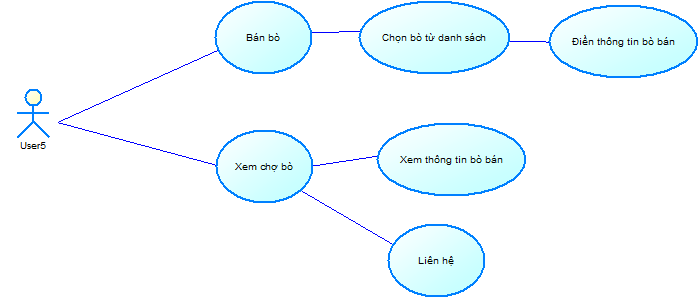 Bán bò
Chọn bò từ danh sách
Điền thông tin bò bán
User5
Xem chợ bò
Xem thông tin bò bán
Liên hệ